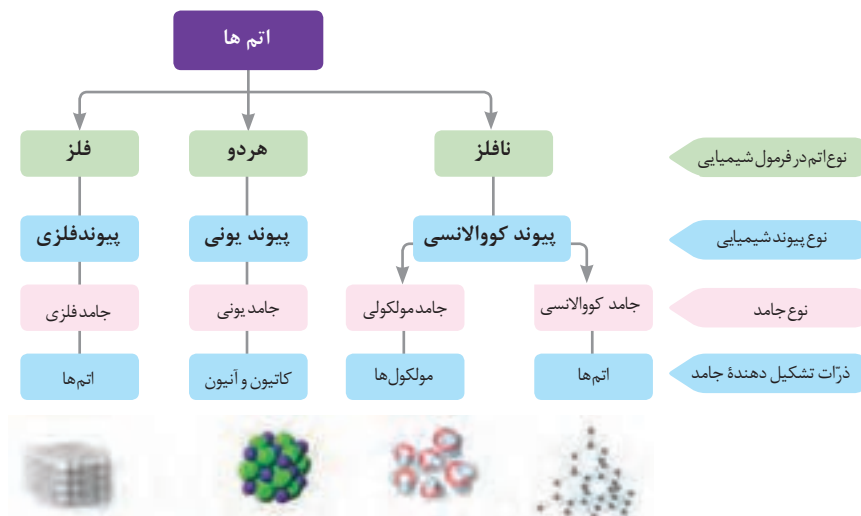 اتم ها
نوع اتم در فرمول شیمیایی
نافلز
هردو
فلز
نوع پیوند شیمیایی
پیوند کووالانسی
پیوند یونی
پیوند فلزی
نوع جامد
جامد کووالانسی
جامد مولکولی
جامد یونی
جامد فلزی
ذرّات تشکیل دهندهٔ جامد
اتم‌ها
مولکول‌ها
کاتیون و آنیون
اتم‌ها